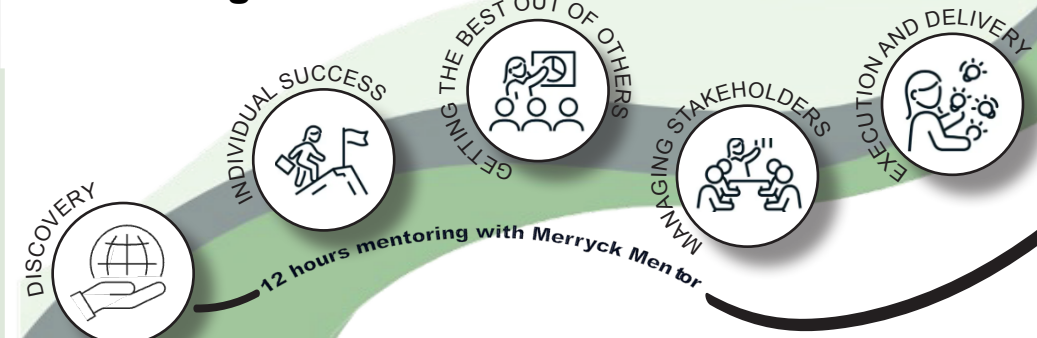 DISCOVERY
INDIVIDUAL SUCCESS
GETTING THE BEST OUT OF OTHERS
MANAGING STAKEHOLDERS
EXECUTION AND DELIVERY
12 hours mentoring with Merryck Mentor